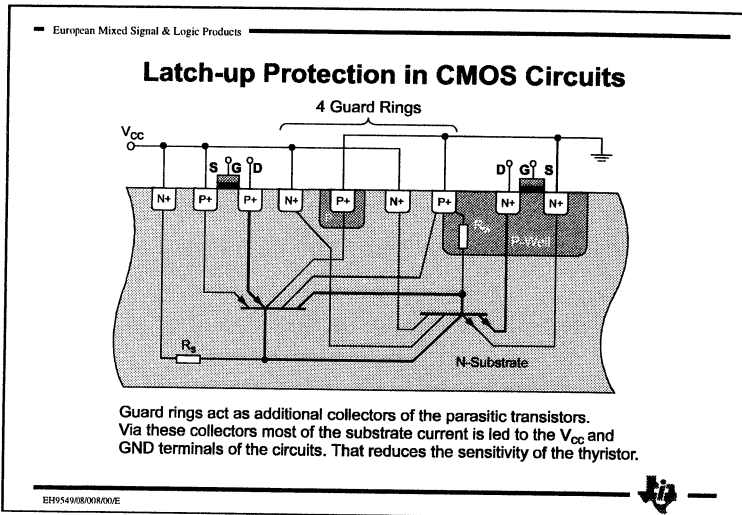 European Mixed Signal & Logic Products
Latch-up Protection in CMOS Circuits
4 Guard Rings
VCC
S G D
D G S
N+ P+ P+ N+ P+ N+ P+ N+ N+
P-Well
RS
N-Substrate
Guard rings act as additional collectors of the parasitic transistors.
Via these collectors most of the substrate current is led to the Vcc and
GND terminals of the circuits. That reduces the sensitivity of the thyristor.
EH9549/08/008/00/E